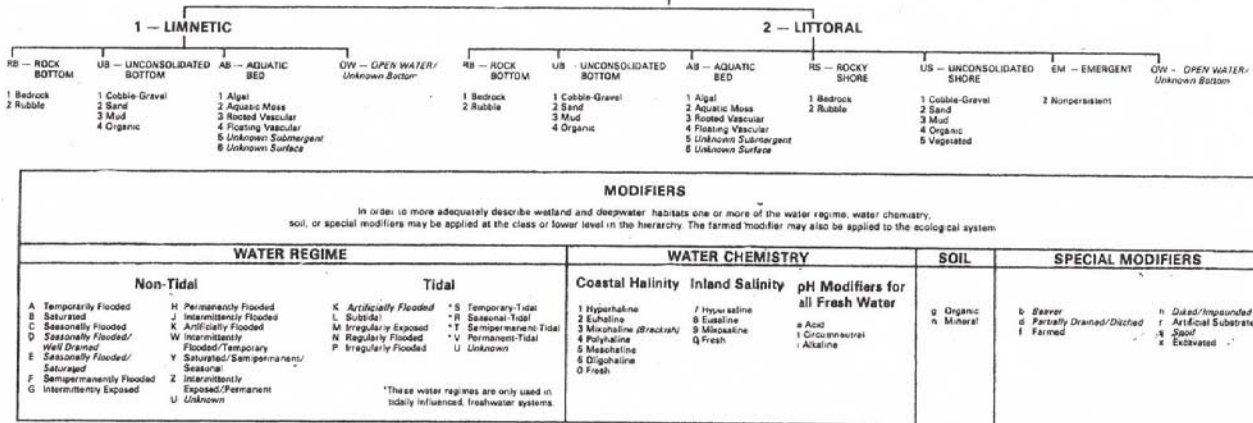 1 — LIMNETIC
2 — LITTORAL
RB — ROCK BOTTOM
1 Bedrock
2 Rubble
UB — UNCONSOLIDATED BOTTOM
1 Cobble-Gravel
2 Sand
3 Mud
4 Organic
AB — AQUATIC BED
1 Algal
2 Aquatic Moss
3 Rooted Vascular
4 Floating Vascular
5 Unknown Submergent
6 Unknown Surface
OW — OPEN WATER/
Unknown Bottom
RB — ROCK BOTTOM
1 Bedrock
2 Rubble
UB - UNCONSOLIDATED BOTTOM
1 Cobble-Gravel
2 Sand
3 Mud
4 Organic
AB — AQUATIC BED
1 Algal
2 Aquatic Moss
3 Rooted Vascular
4 Floating Vascular
5 Unknown Submergent
6 Unknown Surface
RS — ROCKY SHORE
1 Bedrock
2 Rubble
US — UNCONSOLIDATED SHORE
1 Cobble-Gravel
2 Sand
3 Mud
4 Organic
5 Vegetated
EM — EMERGENT
2 Nonpersistent
OW - OPEN WATER/
Unknown Bottom
MODIFIERS
In order to more adequately describe wetland and deepwater habitats one or more of the water regime, water chemistry,
soil, or special modifiers may be applied at the class or lower level in the hierarchy. The farmed modifier may also be applied to the ecological system
WATER REGIME
Non-Tidal
A Temporarily Flooded
B Saturated
C Seasonally Flooded
D Seasonally Flooded/
Well Drained
E Seasonally Flooded/
Saturated
F Semipermanently Flooded
G Intermittently Exposed
H Permanently Flooded
J Intermittently Flooded
K Artificially Flooded
W Intermittently
Flooded/Temporary
Y Saturated/Semipermanent/
Seasonal
Z Intermittently
Exposed/Permanent
U Unknown
Tidal
K Artificially Flooded
L Subtidal
M Irregularly Exposed
N Regularly Flooded
P Irregularly Flooded
*S Temporary-Tidal
*R Seasonal-Tidal
*T Semipermanent-Tidal
*V Permanent-Tidal
U Unknown
*These water regimes are only used in
tidally influenced, freshwater systems.
WATER CHEMISTRY
Coastal Halinity
1 Hyperhaline
2 Euhaline
3 Mixohaline (Brackish)
4 Polyhaline
5 Mesohaline
6 Oligohaline
0 Fresh
Inland Salinity
7 Hypersaline
8 Eusaline
9 Mixosaline
0 Fresh
pH Modifiers for
all Fresh Water
a Acid
t Circumneutral
i Alkaline
SOIL
g Organic
n Mineral
SPECIAL MODIFIERS
b Beaver
d Partially Drained/Ditched
f Farmed
h Diked/Impounded
r Artificial Substrate
s Spoil
x Excavated